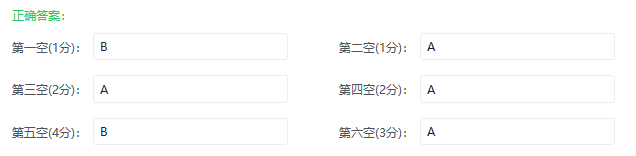 正确答案：
第一空(1分)： B 第二空(1分)： A
第三空(2分)： A 第四空(2分)： A
第五空(4分)： B 第六空(3分)： A